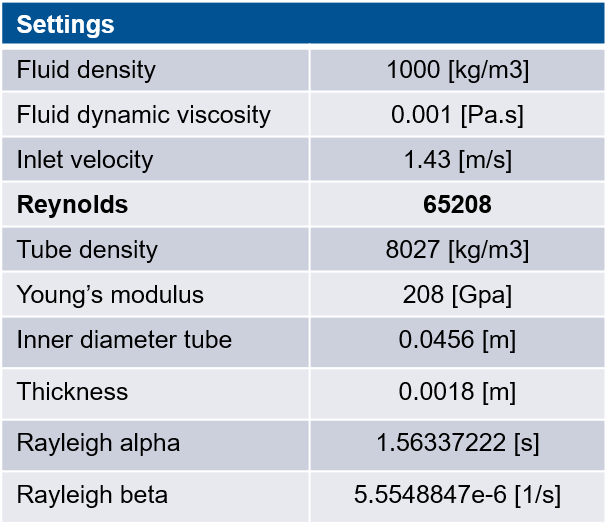 Settings
Fluid density 1000 [kg/m3]
Fluid dynamic viscosity 0.001 [Pa.s]
Inlet velocity 1.43 [m/s]
Reynolds 65208
Tube density 8027 [kg/m3]
Young’s modulus 208 [Gpa]
Inner diameter tube 0.0456 [m]
Thickness 0.0018 [m]
Rayleigh alpha 1.56337222 [s]
Rayleigh beta 5.5548847e-6 [1/s]